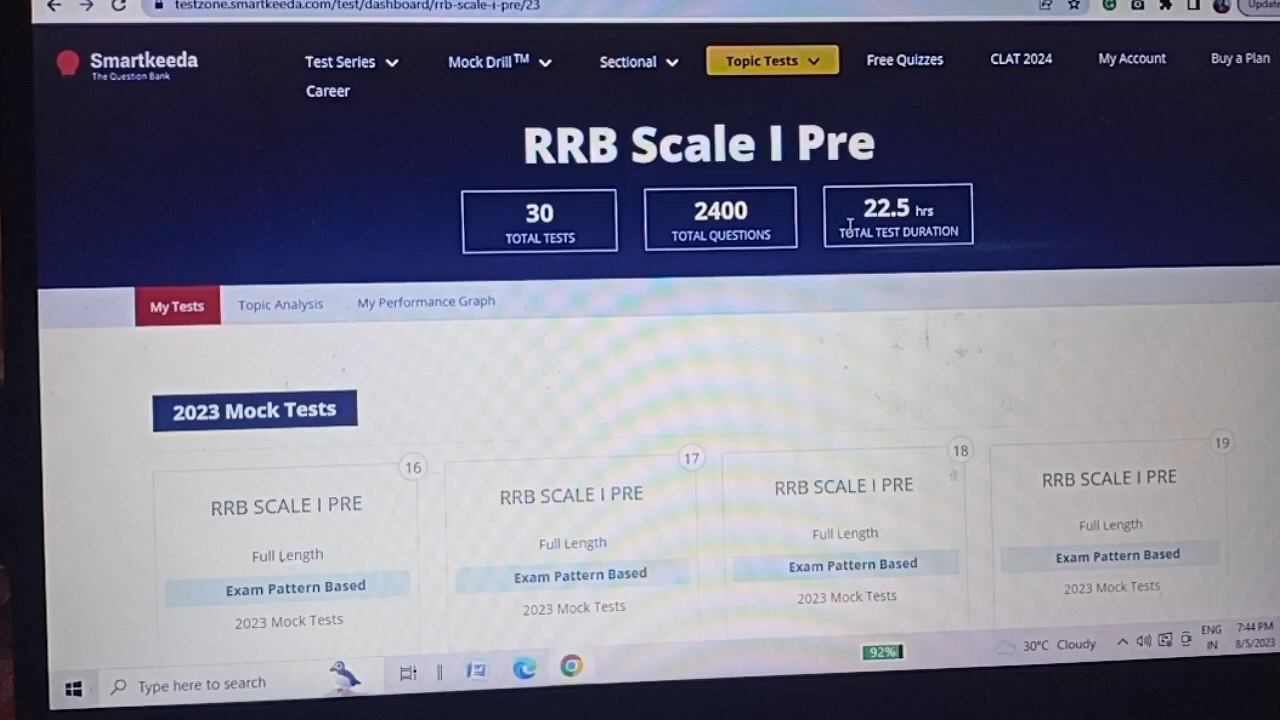 testzone.smartkeeda.com/test/dashboard/rrb-scale-i-pre/23
Update
Smartkeeda
The Question Bank
Test Series
Mock Drill™
Sectional
Topic Tests
Free Quizzes
CLAT 2024
My Account
Buy a Plan
Career
RRB Scale I Pre
30
TOTAL TESTS
2400
TOTAL QUESTIONS
22.5 hrs
TOTAL TEST DURATION
My Tests
Topic Analysis
My Performance Graph
2023 Mock Tests
16
RRB SCALE I PRE
Full Length
Exam Pattern Based
2023 Mock Tests
17
RRB SCALE I PRE
Full Length
Exam Pattern Based
2023 Mock Tests
18
RRB SCALE I PRE
Full Length
Exam Pattern Based
2023 Mock Tests
19
RRB SCALE I PRE
Full Length
Exam Pattern Based
2023 Mock Tests
Type here to search
92%
30°C Cloudy
ENG
IN
7:44 PM
8/5/2023